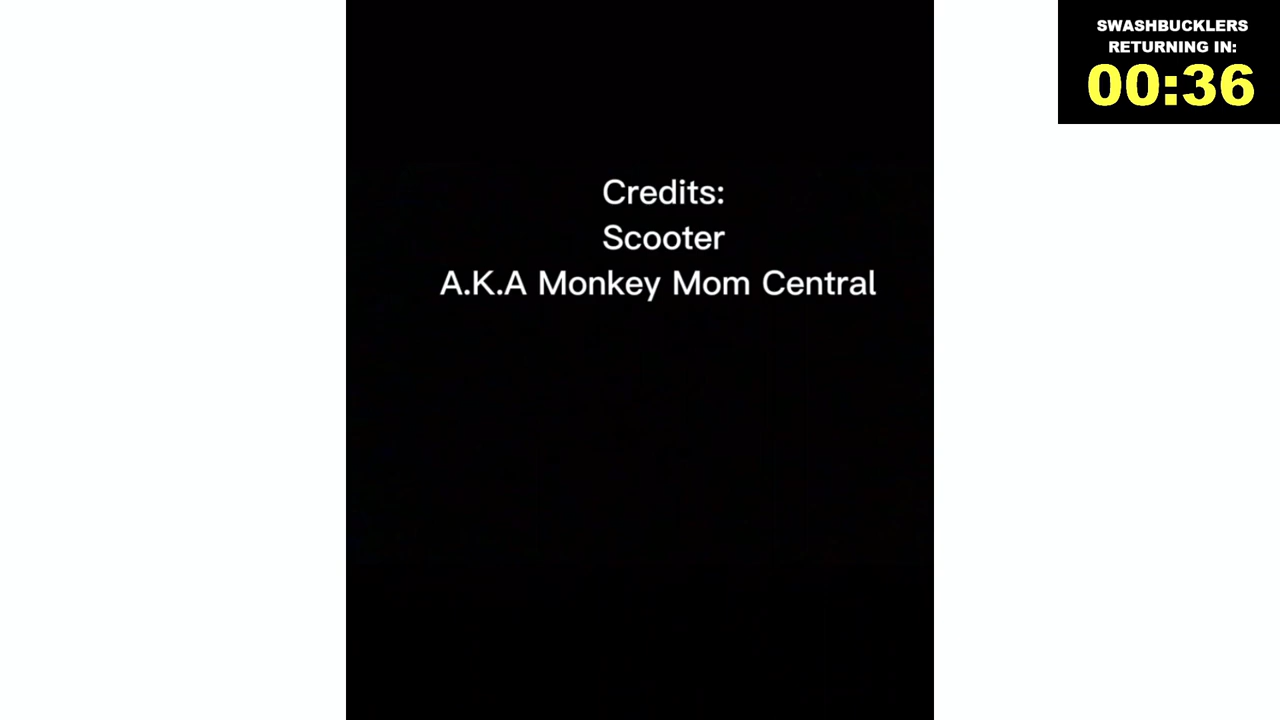 SWASHBUCKLERS
RETURNING IN:
00:36
Credits:
Scooter
A.K.A Monkey Mom Central